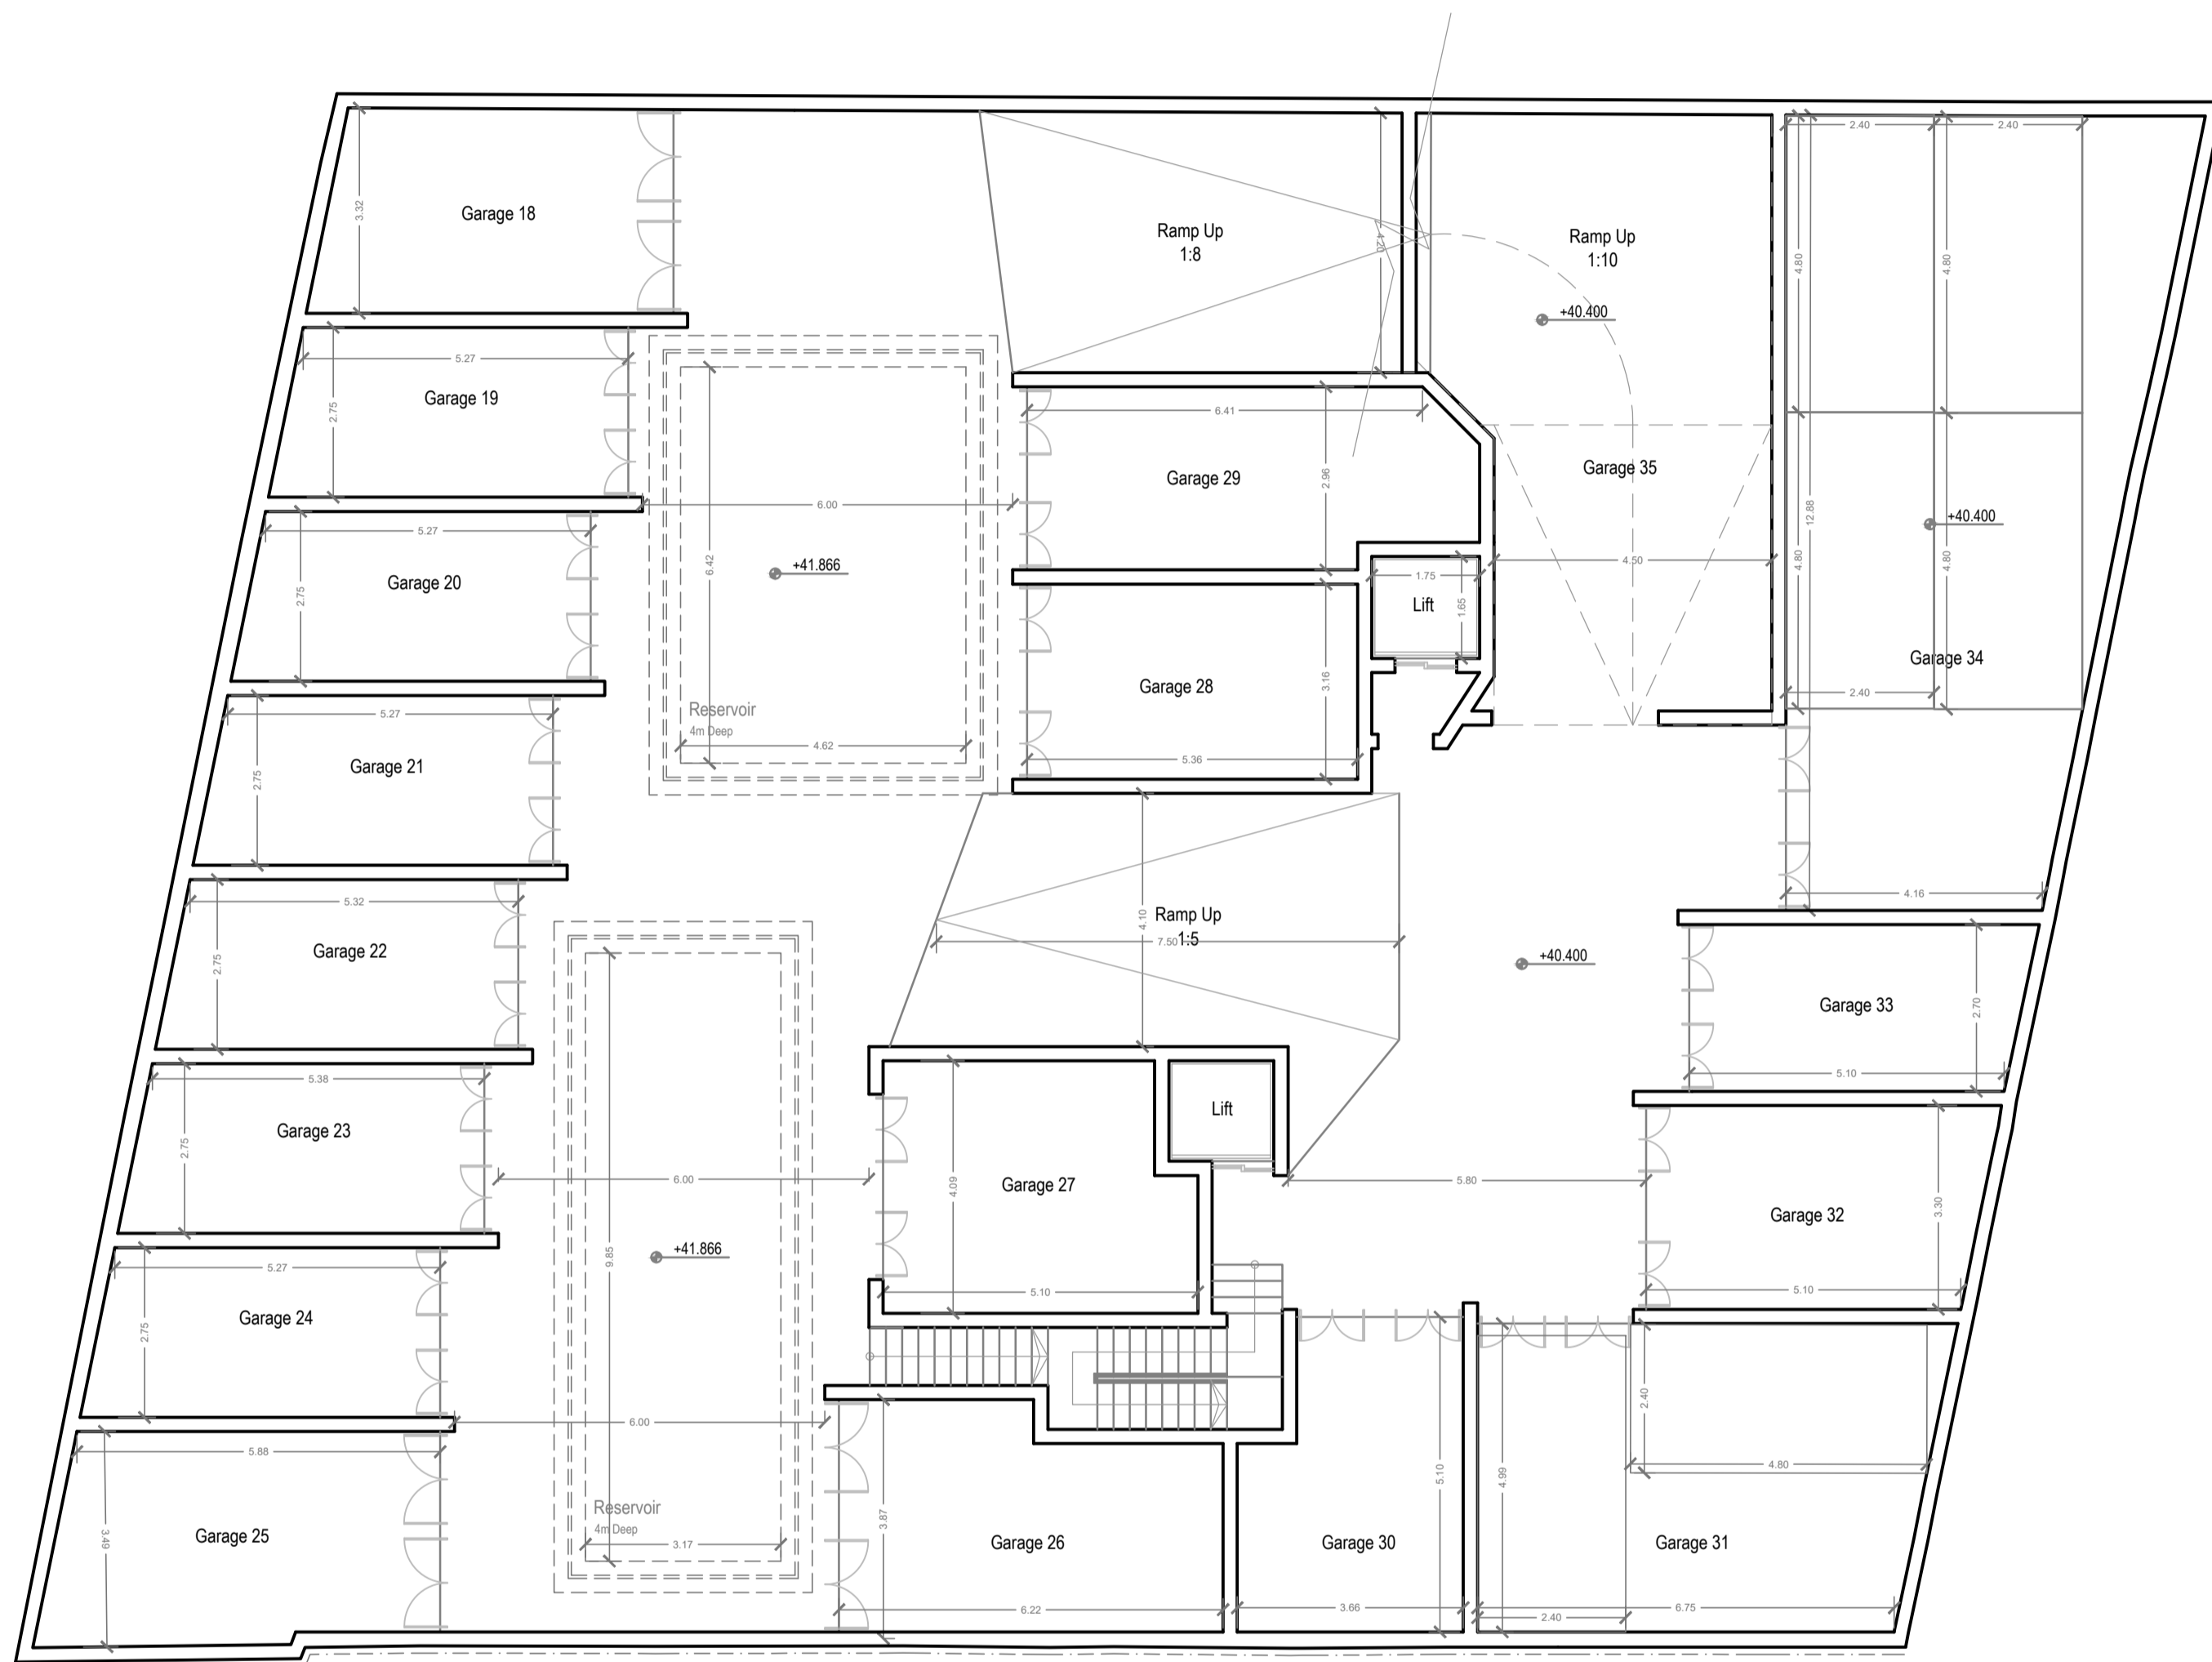 2.40
2.40
3.32
Garage 18
Ramp Up
1:8
4.20
Ramp Up
1:10
4.80
4.80
+40.400
5.27
2.75
Garage 19
6.41
Garage 29
2.96
Garage 35
6.00
12.88
+40.400
5.27
2.75
Garage 20
+41.866
6.42
1.75
Lift
1.65
4.50
4.80
4.80
Garage 34
2.40
Garage 28
3.16
5.27
2.75
Garage 21
Reservoir
4m Deep
4.62
5.36
4.16
5.32
2.75
Garage 22
4.10
Ramp Up
1:5
7.50
+40.400
Garage 33
2.70
5.10
5.38
2.75
Garage 23
Lift
6.00
4.09
Garage 27
5.80
Garage 32
3.30
5.10
+41.866
9.85
5.27
2.75
Garage 24
5.10
6.00
5.88
3.49
Garage 25
Reservoir
4m Deep
3.17
3.87
Garage 26
6.22
5.10
Garage 30
3.66
4.99
2.40
4.80
Garage 31
6.75
2.40